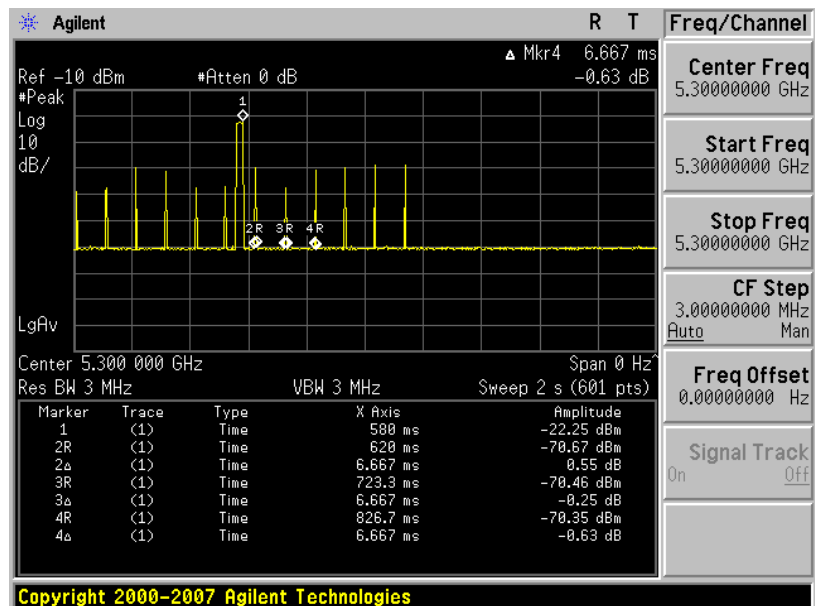 Agilent R T Freq/Channel
▵ Mkr4 6.667 ms
Ref -10 dBm #Atten 0 dB -0.63 dB
#Peak
Log
10
dB/
1
2R 3R 4R
LgAv
Center 5.300 000 GHz Span 0 Hz^
Res BW 3 MHz VBW 3 MHz Sweep 2 s (601 pts)
Marker Trace Type X Axis Amplitude
1 (1) Time 580 ms -22.25 dBm
2R (1) Time 620 ms -70.67 dBm
2▵ (1) Time 6.667 ms 0.55 dB
3R (1) Time 723.3 ms -70.46 dBm
3▵ (1) Time 6.667 ms -0.25 dB
4R (1) Time 826.7 ms -70.35 dBm
4▵ (1) Time 6.667 ms -0.63 dB
Center Freq
5.30000000 GHz
Start Freq
5.30000000 GHz
Stop Freq
5.30000000 GHz
CF Step
3.00000000 MHz
Auto Man
Freq Offset
0.00000000 Hz
Signal Track
On Off
Copyright 2000-2007 Agilent Technologies